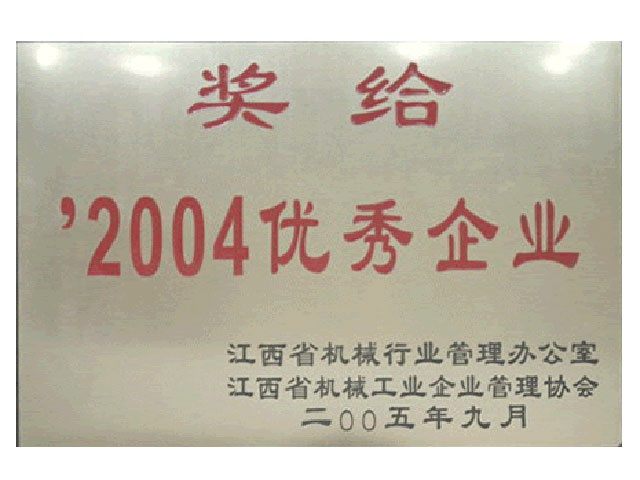 奖给
’2004优秀企业
江西省机械行业管理办公室
江西省机械工业企业管理协会
二00五年九月